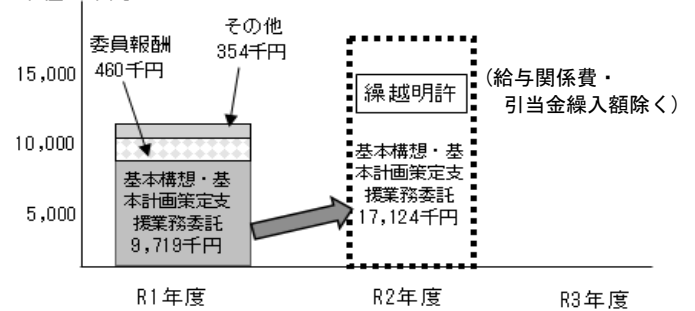 その他
354千円
委員報酬
460千円
15,000
10,000
5,000
基本構想・基
本計画策定支
援業務委託
9,719千円
繰越明許
基本構想・基
本計画策定支
援業務委託
17,124千円
(給与関係費・
引当金繰入額除く)
R1年度
R2年度
R3年度